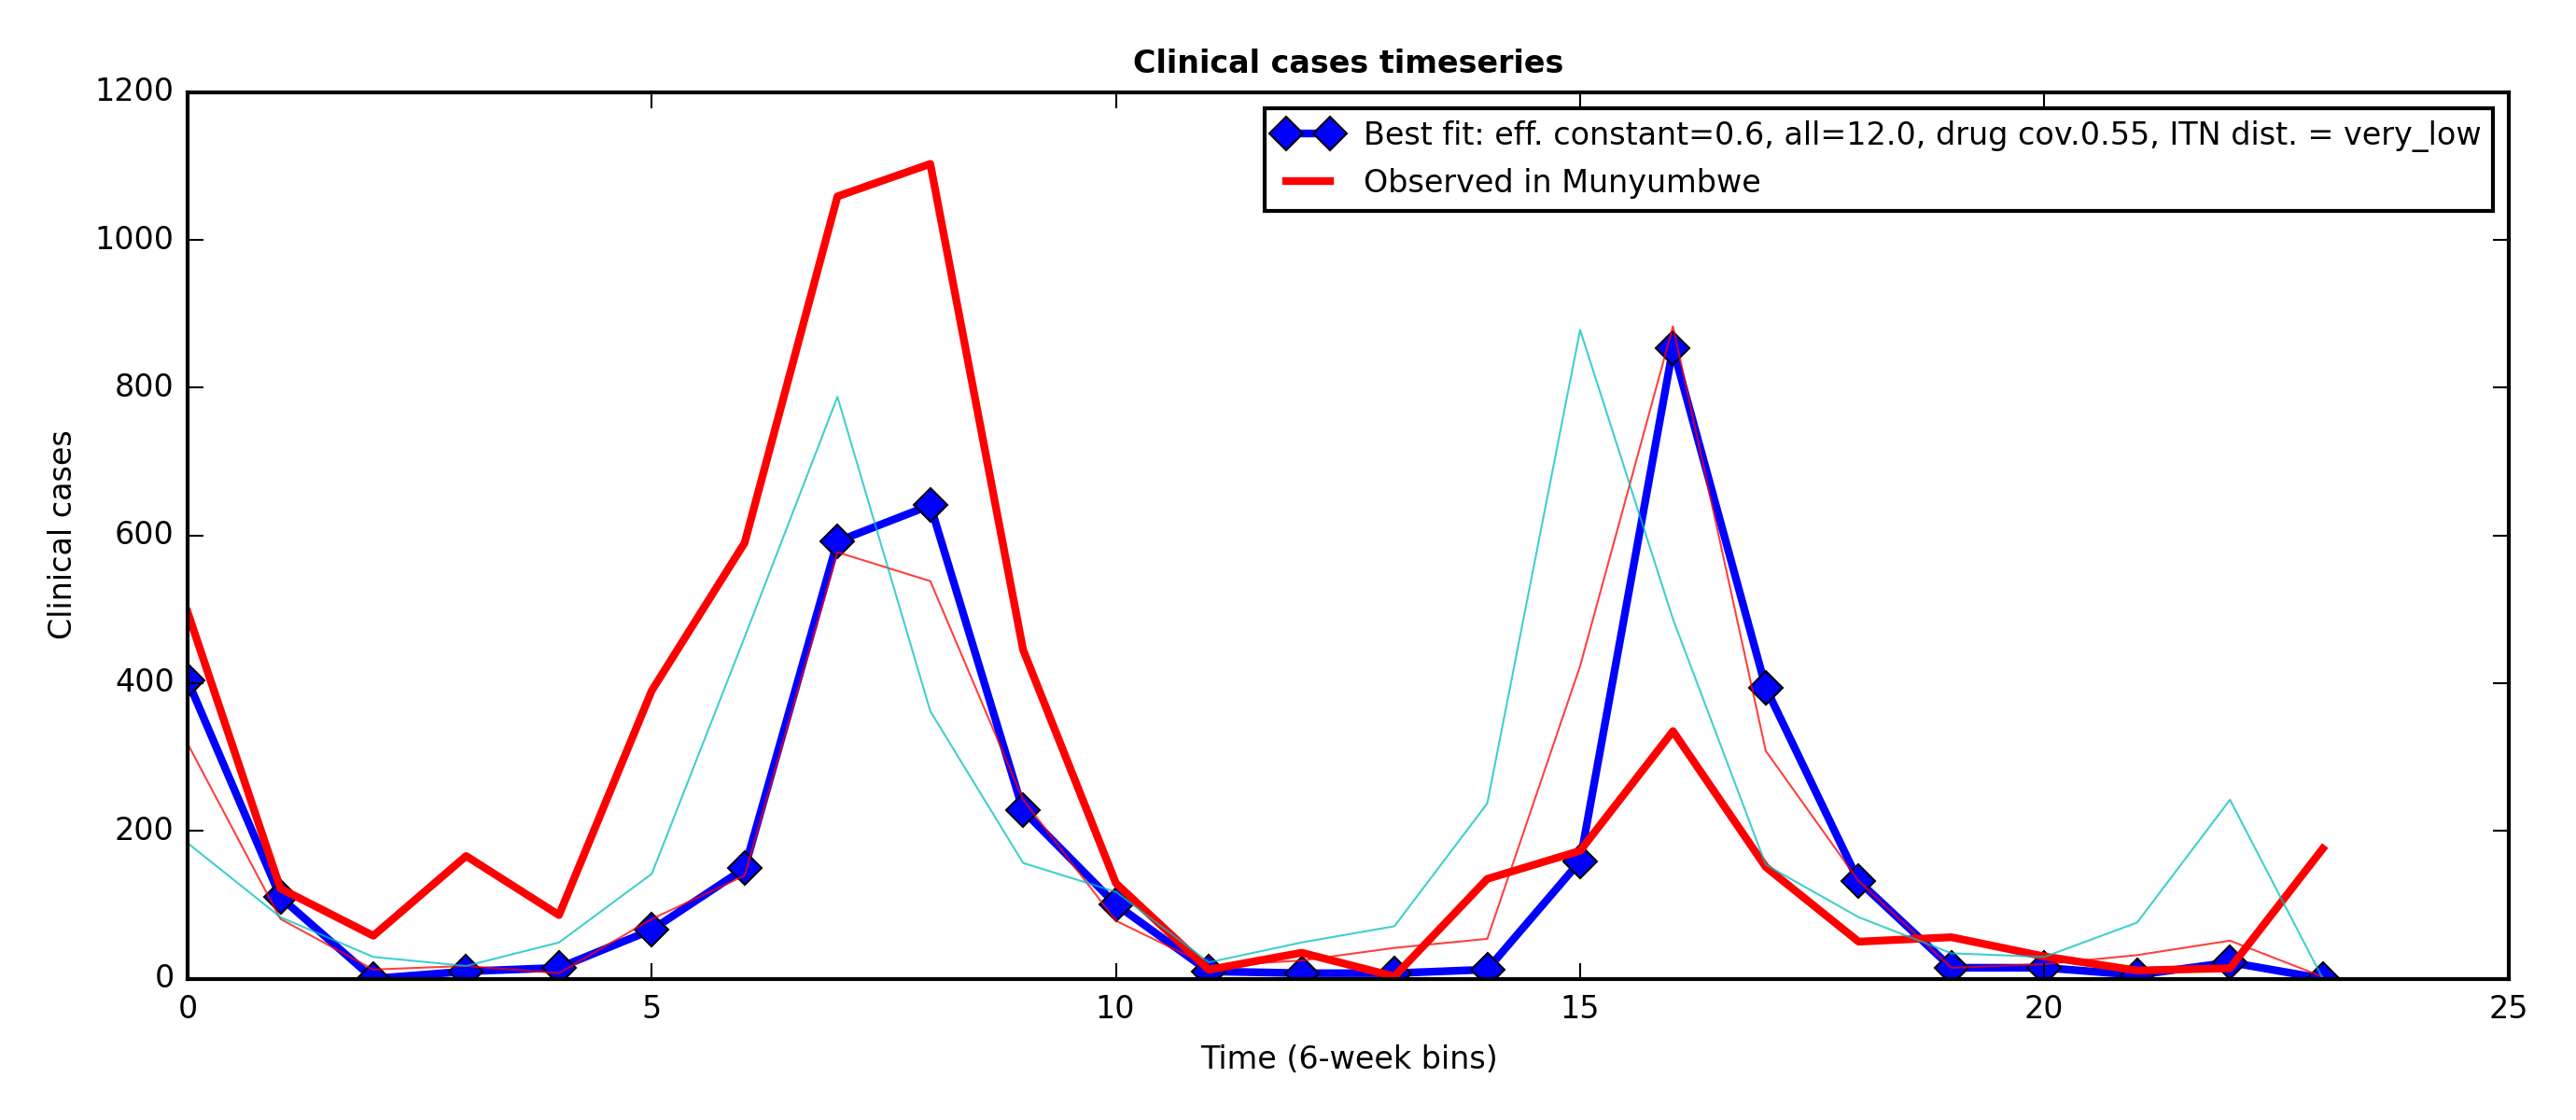 Clinical cases timeseries
1200
1000
800
600
400
200
0
Clinical cases
Best fit: eff. constant=0.6, all=12.0, drug cov.0.55, ITN dist. = very_low
Observed in Munyumbwe
0 5 10 15 20 25
Time (6-week bins)